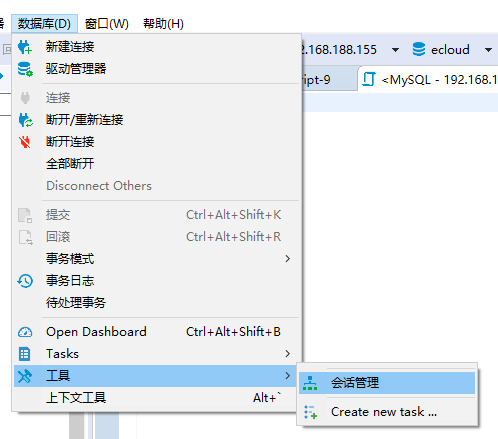 器 数据库(D) 窗口(W) 帮助(H)
新建连接
2.168.188.155 ecloud
驱动管理器
ript-9 <MySQL - 192.168.1
连接
断开/重新连接
断开连接
全部断开
Disconnect Others
提交 Ctrl+Alt+Shift+K
回滚 Ctrl+Alt+Shift+R
事务模式
事务日志
待处理事务
Open Dashboard Ctrl+Alt+Shift+B
Tasks
工具
会话管理
上下文工具 Alt+`
Create new task ...